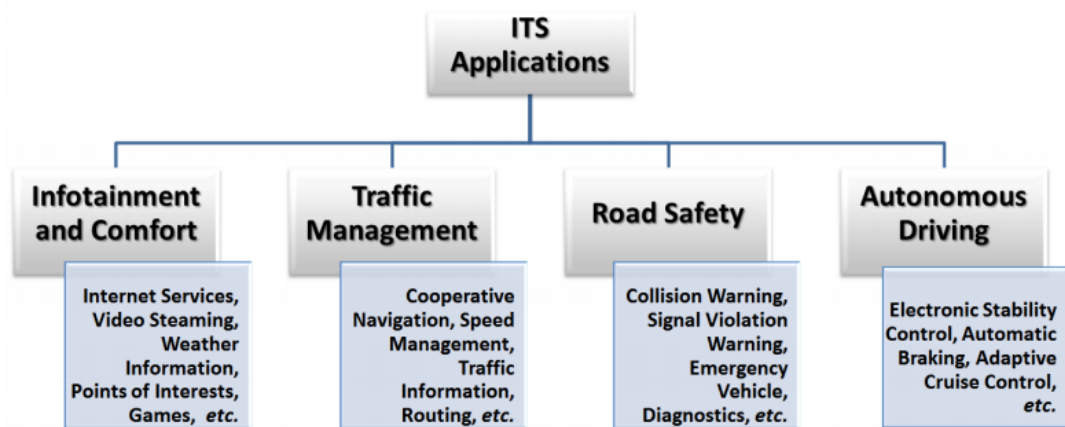 ITS
Applications
Infotainment
and Comfort
Internet Services,
Video Steaming,
Weather
Information,
Points of Interests,
Games, etc.
Traffic
Management
Cooperative
Navigation, Speed
Management,
Traffic
Information,
Routing, etc.
Road Safety
Collision Warning,
Signal Violation
Warning,
Emergency
Vehicle,
Diagnostics, etc.
Autonomous
Driving
Electronic Stability
Control, Automatic
Braking, Adaptive
Cruise Control,
etc.